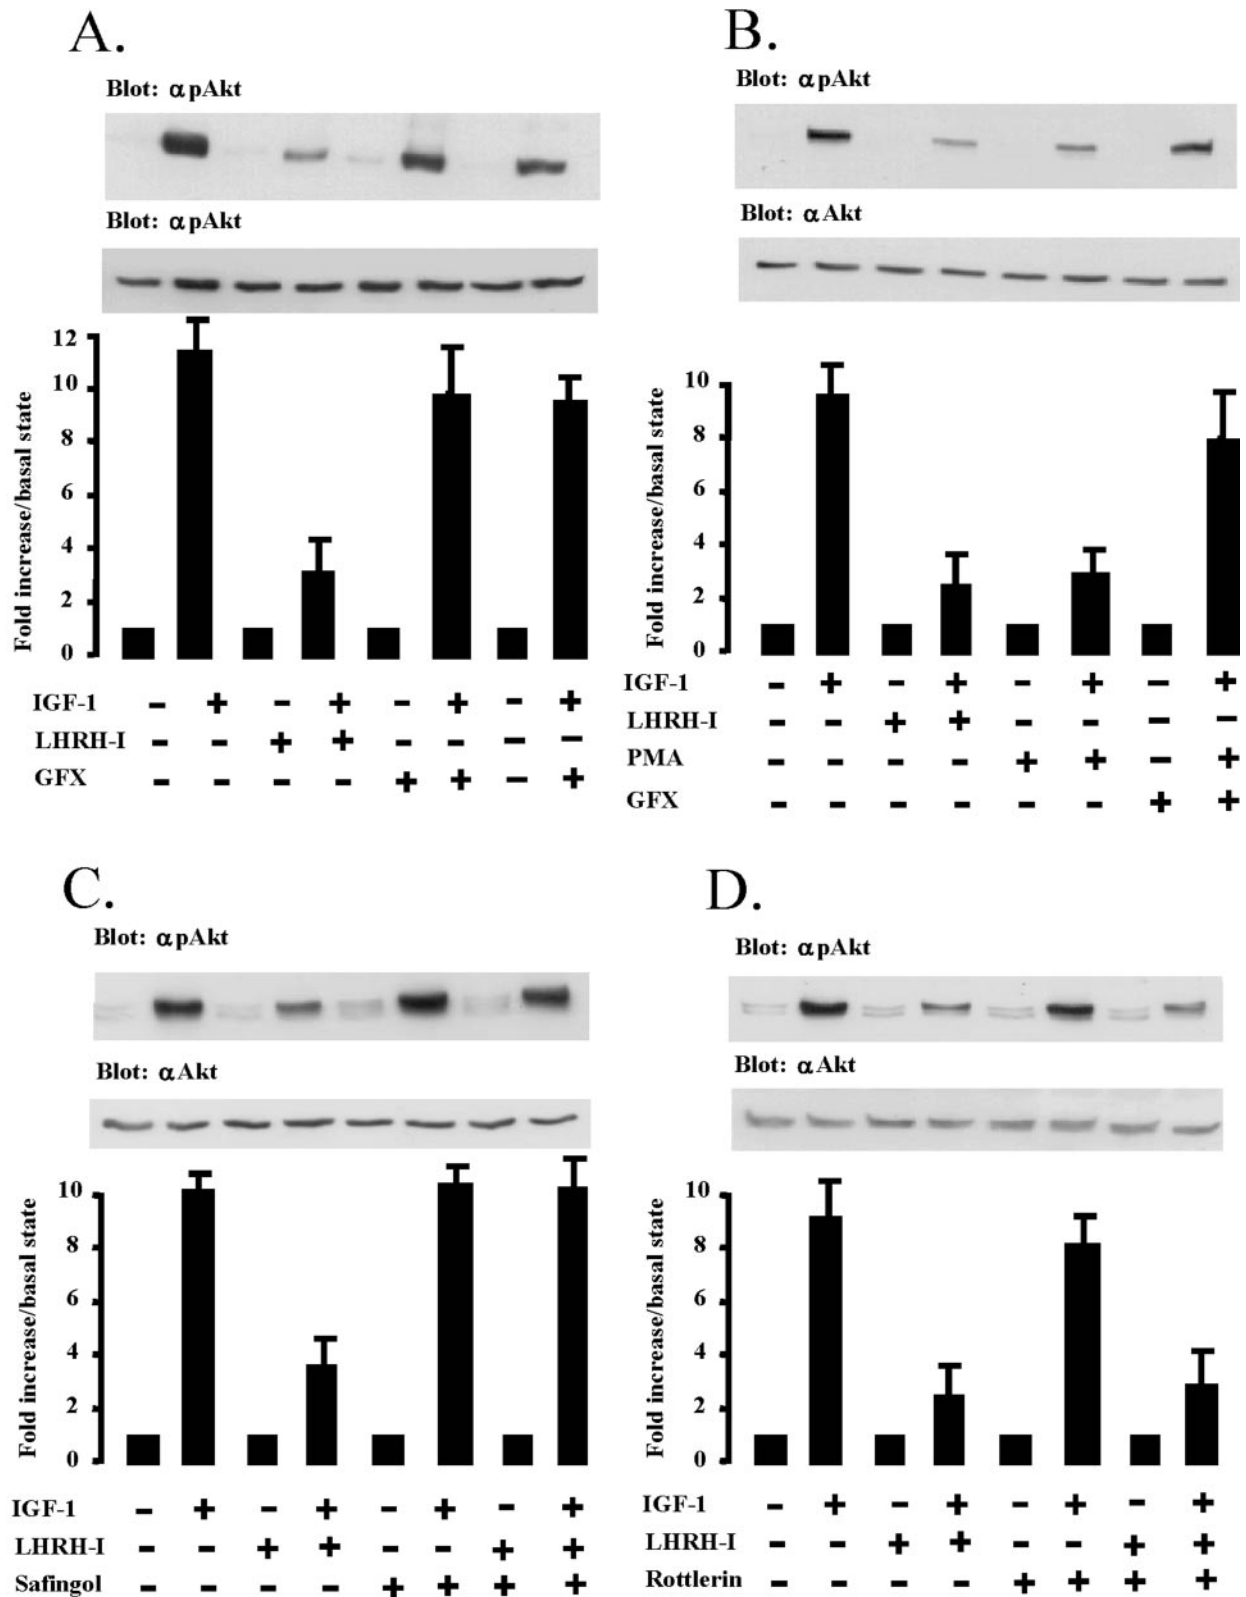 A.
Blot: αpAkt
Blot: αpAkt
12
10
8
6
4
2
0
Fold increase/basal state
IGF-1 - + - + - + - +
LHRH-I - - + + - - - -
GFX - - - - + + - +
B.
Blot: αpAkt
Blot: αAkt
10
8
6
4
2
0
Fold increase/basal state
IGF-1 - + - + - + - +
LHRH-I - - + + - - - -
PMA - - - - + + - +
GFX - - - - - - + +
C.
Blot: αpAkt
Blot: αAkt
10
8
6
4
2
0
Fold increase/basal state
IGF-1 - + - + - + - +
LHRH-I - - + + - - + +
Safingol - - - - + + + +
D.
Blot: αpAkt
Blot: αAkt
10
8
6
4
2
0
Fold increase/basal state
IGF-1 - + - + - + - +
LHRH-I - - + + - - + +
Rottlerin - - - - + + + +